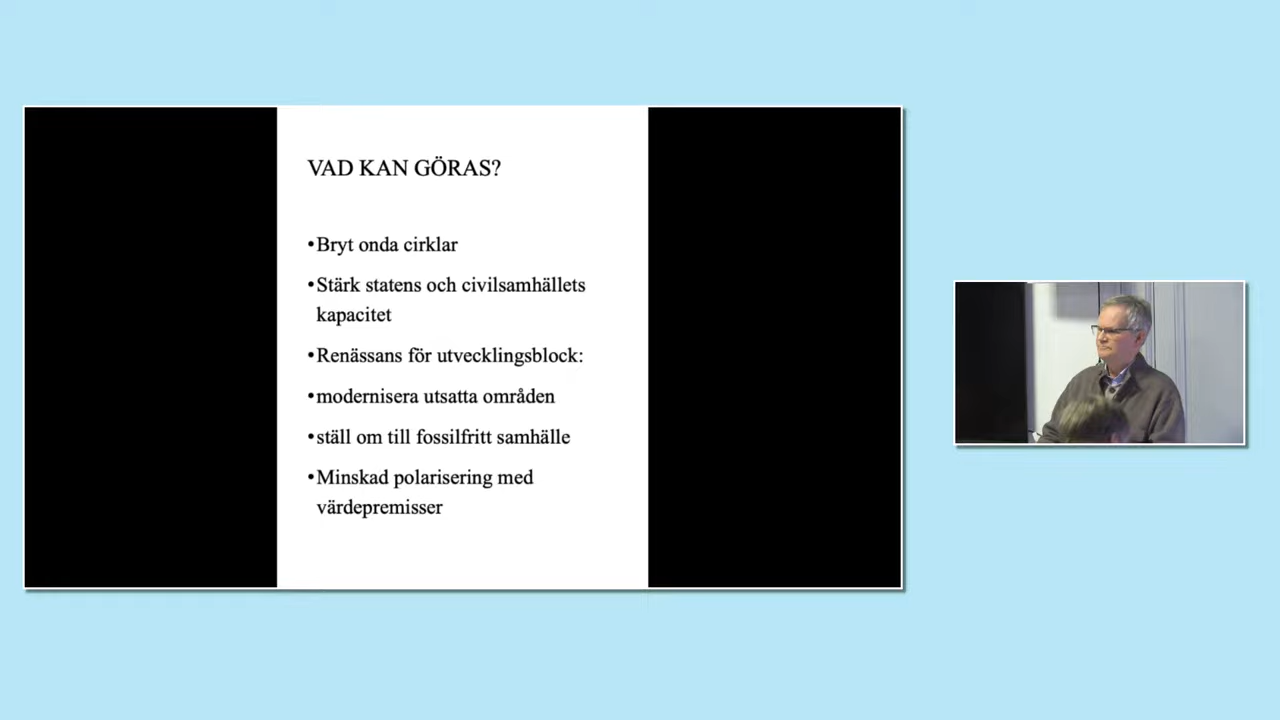 VAD KAN GÖRAS?
•Bryt onda cirklar
•Stärk statens och civilsamhällets
kapacitet
•Renässans för utvecklingsblock:
•modernisera utsatta områden
•ställ om till fossilfritt samhälle
•Minskad polarisering med
värdepremisser